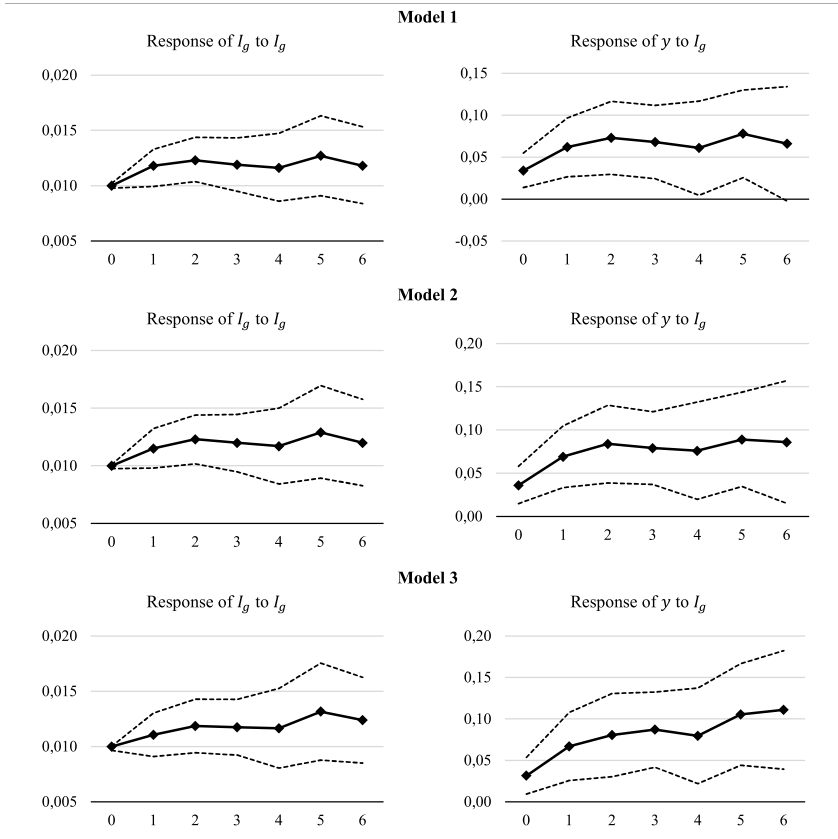 Model 1
Response of I_g to I_g
0,020
0,015
0,010
0,005
0 1 2 3 4 5 6
Response of y to I_g
0,15
0,10
0,05
0,00
-0,05
0 1 2 3 4 5 6
Model 2
Response of I_g to I_g
0,020
0,015
0,010
0,005
0 1 2 3 4 5 6
Response of y to I_g
0,20
0,15
0,10
0,05
0,00
0 1 2 3 4 5 6
Model 3
Response of I_g to I_g
0,020
0,015
0,010
0,005
0 1 2 3 4 5 6
Response of y to I_g
0,20
0,15
0,10
0,05
0,00
0 1 2 3 4 5 6